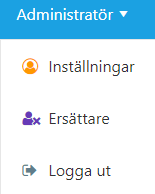 Administratör
Inställningar
Ersättare
Logga ut